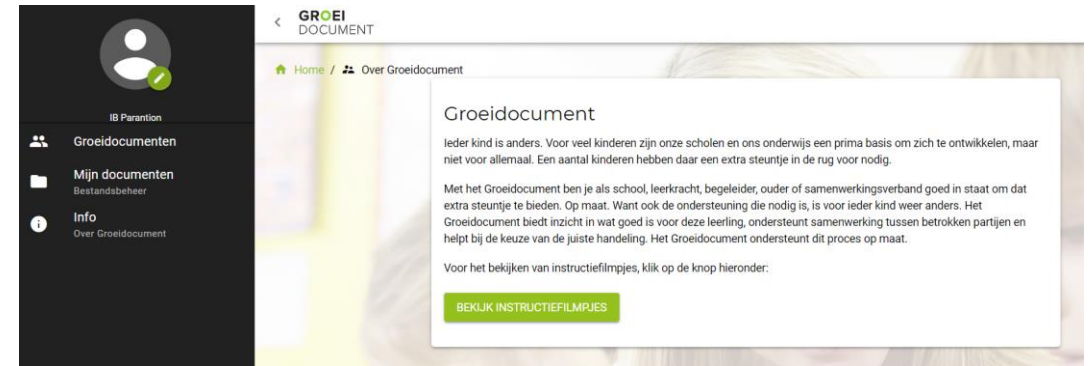 GROEI
DOCUMENT
Home / Over Groeidocument
IB Parantion
Groeidocumenten
Mijn documenten
Bestandsbeheer
Info
Over Groeidocument
Groeidocument
Ieder kind is anders. Voor veel kinderen zijn onze scholen en ons onderwijs een prima basis om zich te ontwikkelen, maar
niet voor allemaal. Een aantal kinderen hebben daar een extra steuntje in de rug voor nodig.
Met het Groeidocument ben je als school, leerkracht, begeleider, ouder of samenwerkingsverband goed in staat om dat
extra steuntje te bieden. Op maat. Want ook de ondersteuning die nodig is, is voor ieder kind weer anders. Het
Groeidocument biedt inzicht in wat goed is voor deze leerling, ondersteunt samenwerking tussen betrokken partijen en
helpt bij de keuze van de juiste handeling. Het Groeidocument ondersteunt dit proces op maat.
Voor het bekijken van instructiefilmpjes, klik op de knop hieronder:
BEKIJK INSTRUCTIEFILMPJES